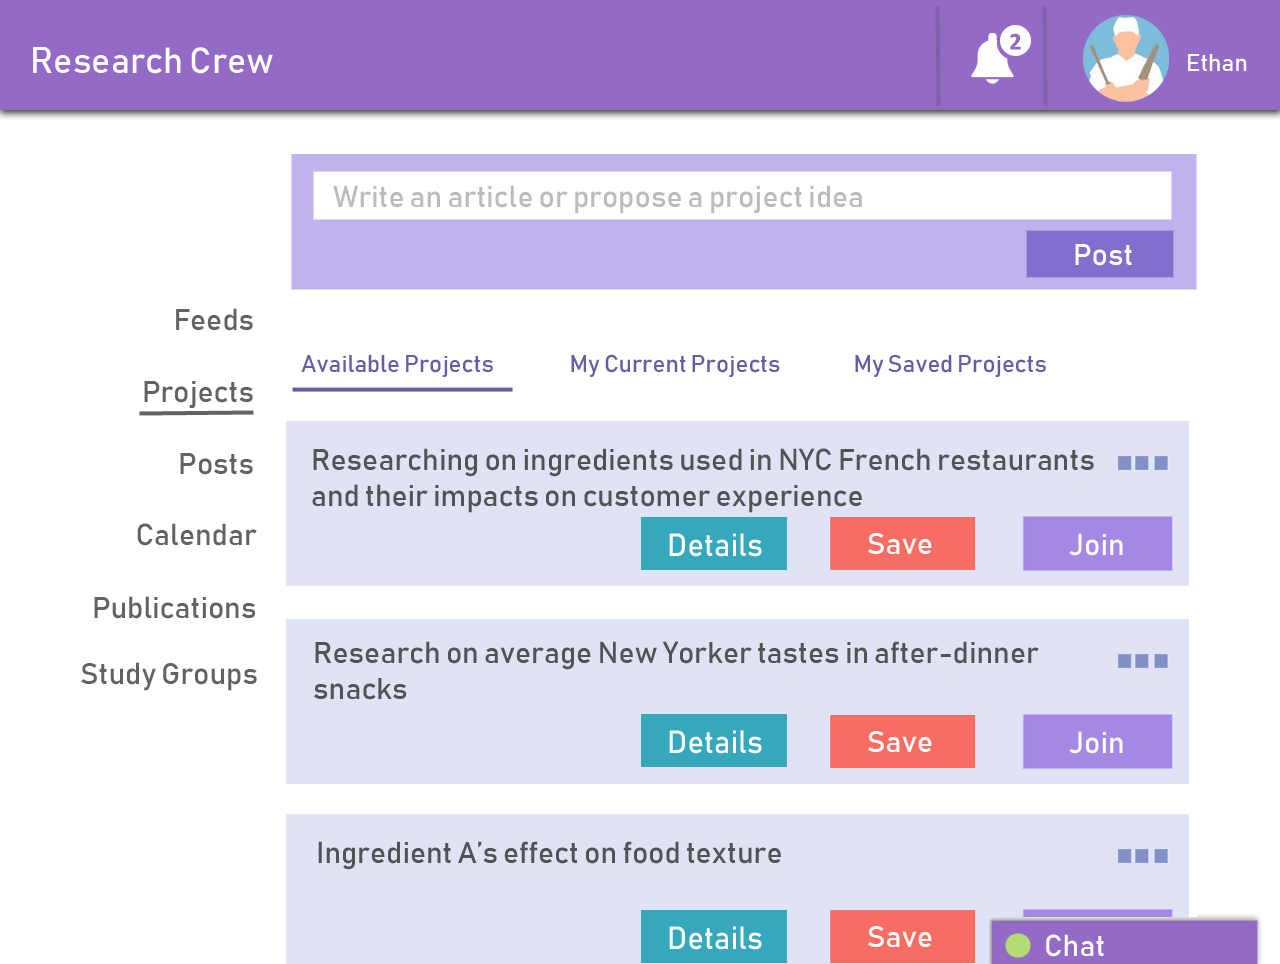 Research Crew
2
Ethan
Write an article or propose a project idea
Post
Feeds
Projects
Posts
Calendar
Publications
Study Groups
Available Projects
My Current Projects
My Saved Projects
Researching on ingredients used in NYC French restaurants
and their impacts on customer experience
Details
Save
Join
Research on average New Yorker tastes in after-dinner
snacks
Details
Save
Join
Ingredient A’s effect on food texture
Details
Save
Chat